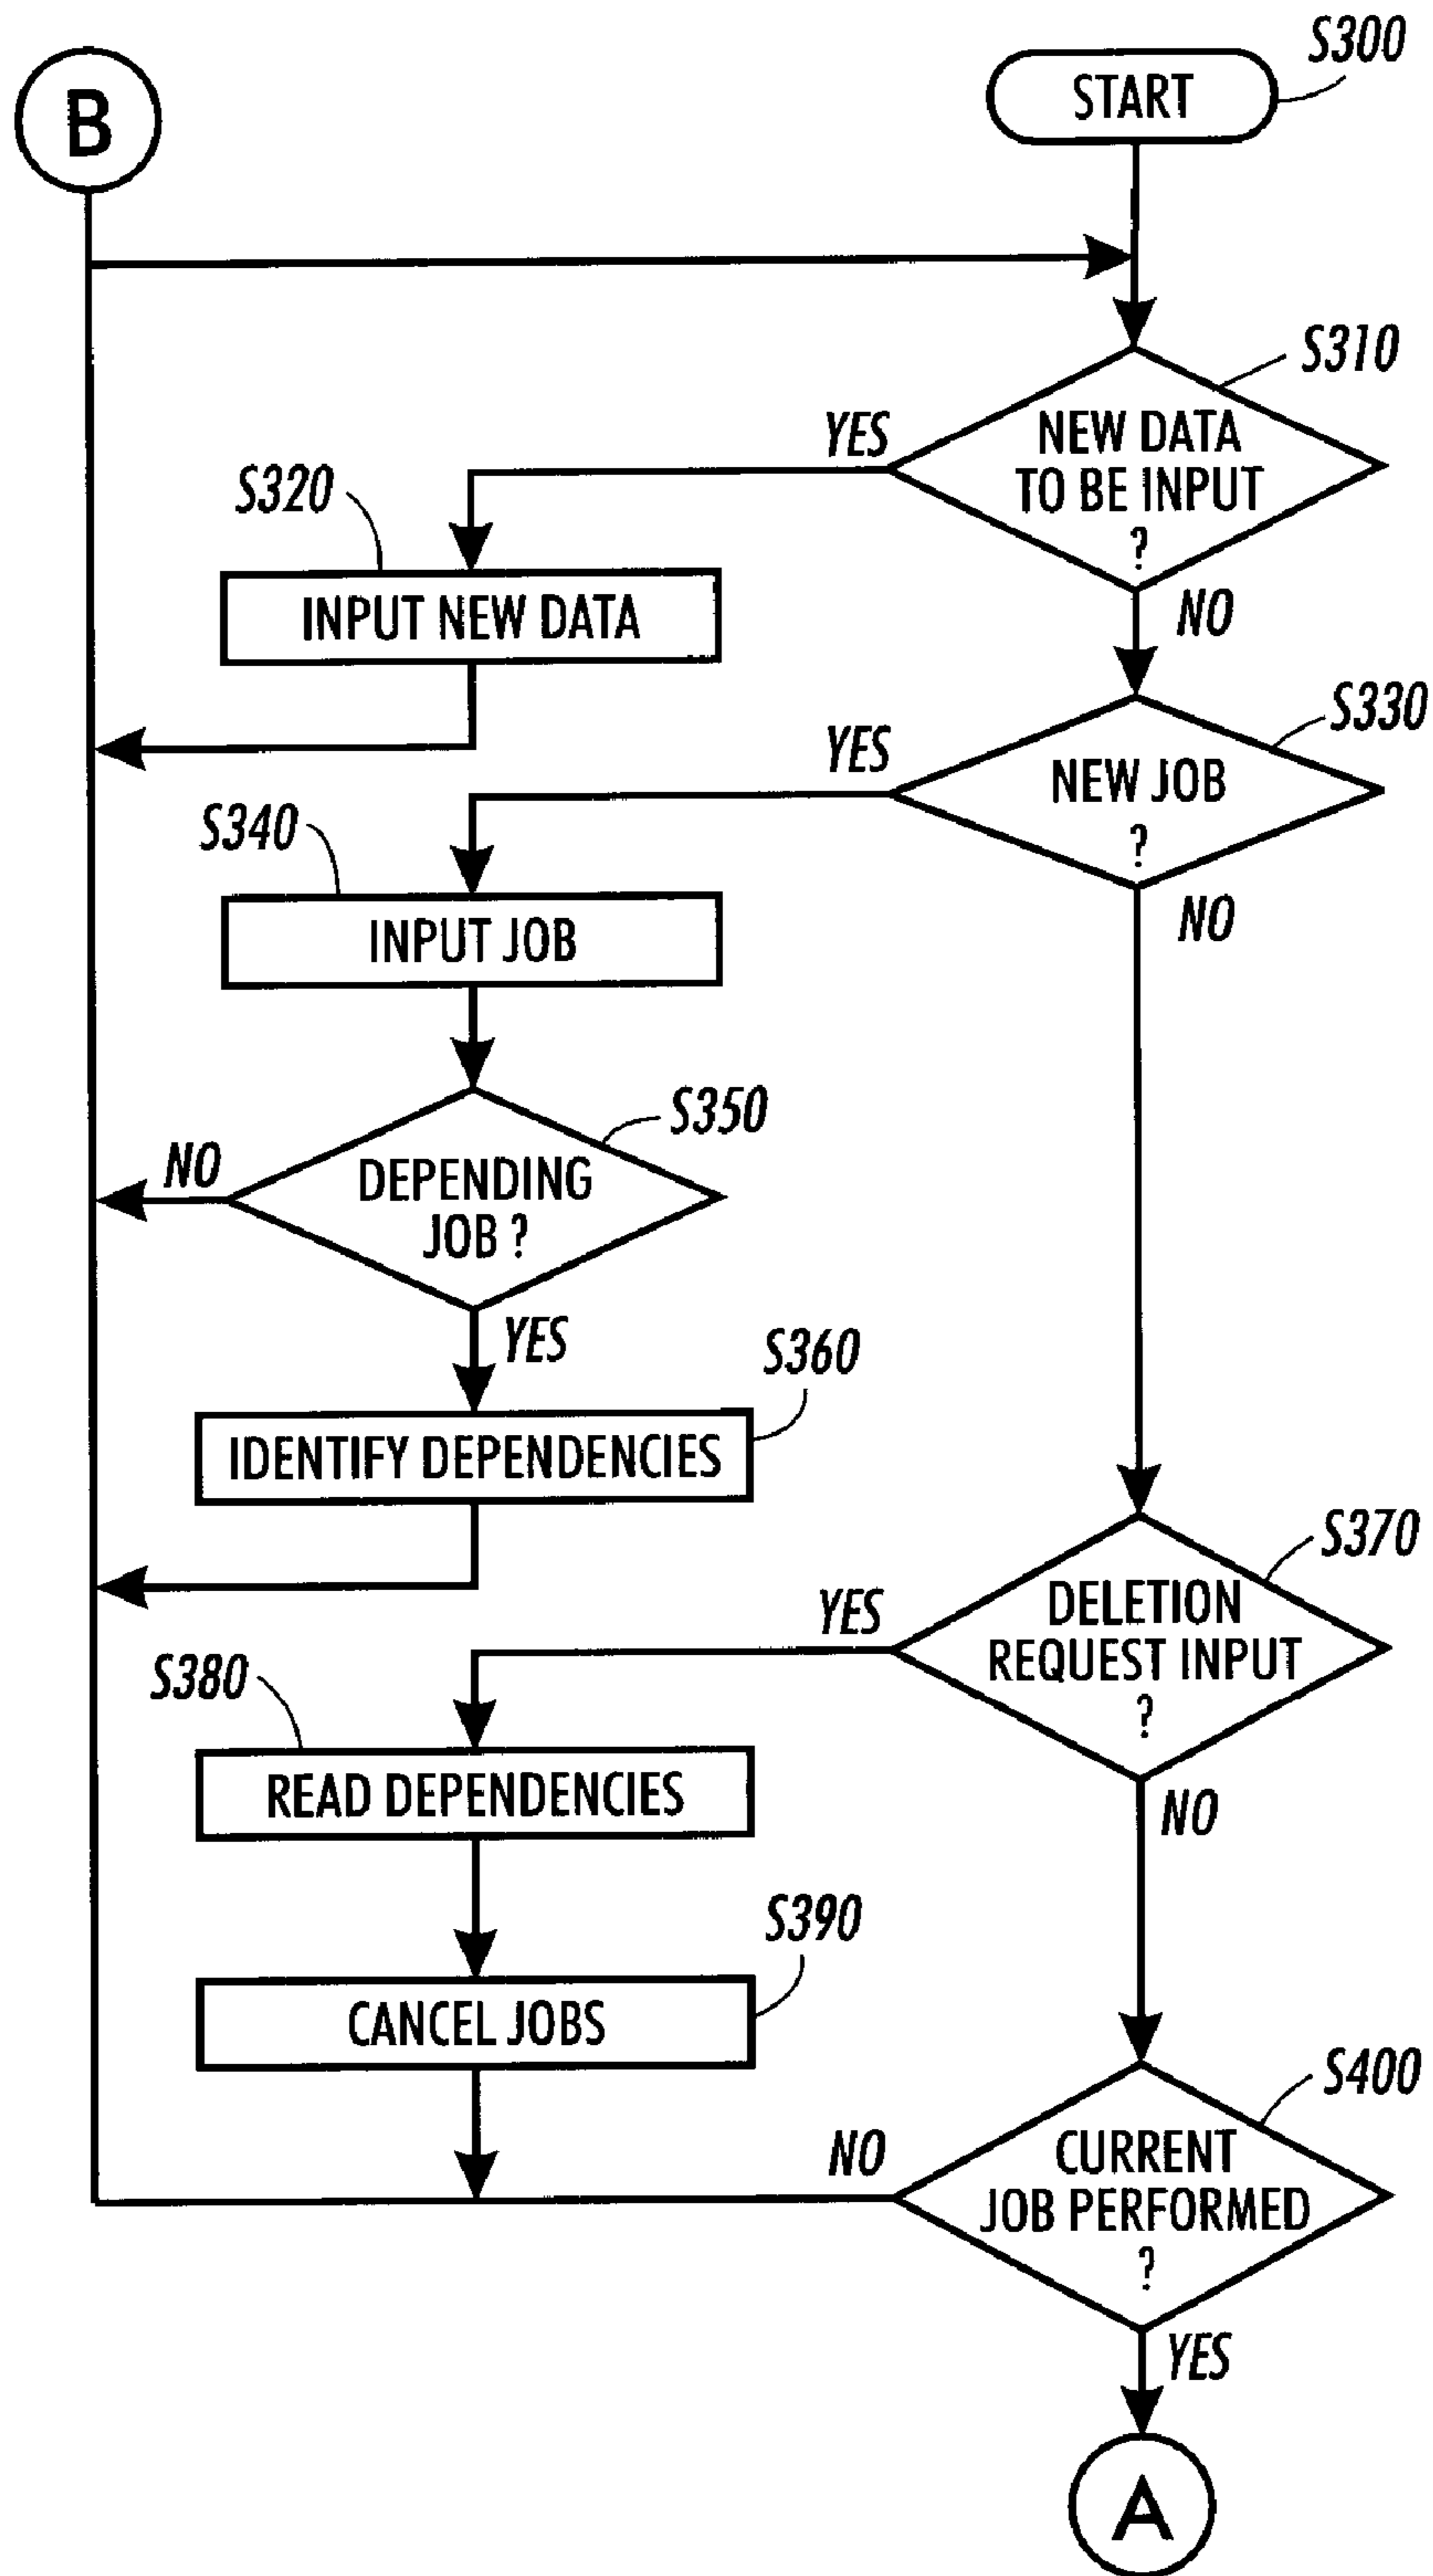 S300
B
START
S310
YES
NEW DATA
TO BE INPUT
?
S320
INPUT NEW DATA
NO
S330
YES
NEW JOB
?
S340
NO
INPUT JOB
S350
NO
DEPENDING
JOB ?
YES
S360
IDENTIFY DEPENDENCIES
S370
YES
DELETION
REQUEST INPUT
?
S380
READ DEPENDENCIES
NO
S390
CANCEL JOBS
S400
NO
CURRENT
JOB PERFORMED
?
YES
A